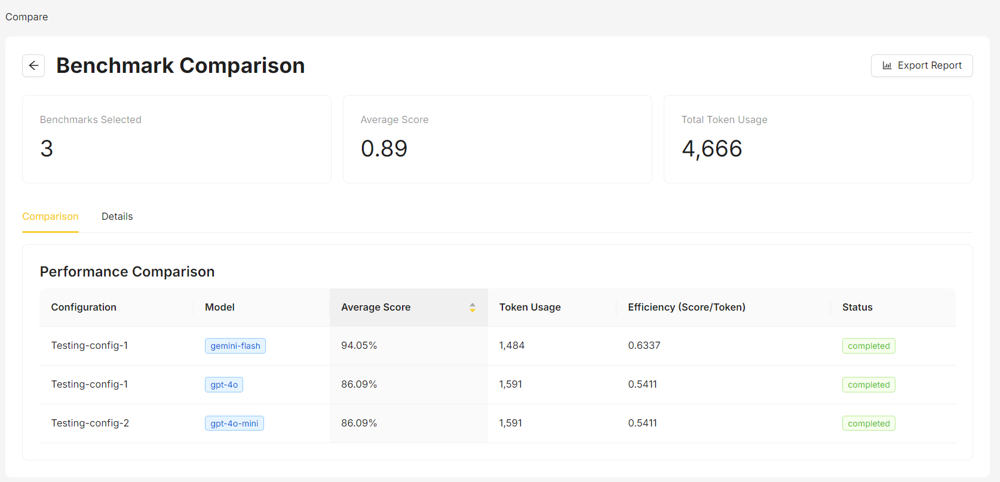 Compare
Benchmark Comparison
Export Report
Benchmarks Selected
3
Average Score
0.89
Total Token Usage
4,666
Comparison Details
Performance Comparison
Configuration Model Average Score Token Usage Efficiency (Score/Token) Status
Testing-config-1 gemini-flash 94.05% 1,484 0.6337 completed
Testing-config-1 gpt-4o 86.09% 1,591 0.5411 completed
Testing-config-2 gpt-4o-mini 86.09% 1,591 0.5411 completed